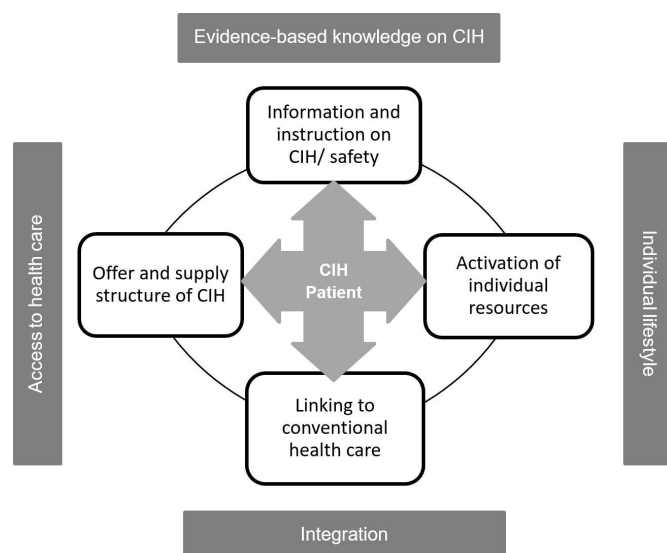 Evidence-based knowledge on CIH
Information and
instruction on
CIH/ safety
Access to health care
Offer and supply
structure of CIH
CIH
Patient
Activation of
individual
resources
Individual lifestyle
Linking to
conventional
health care
Integration